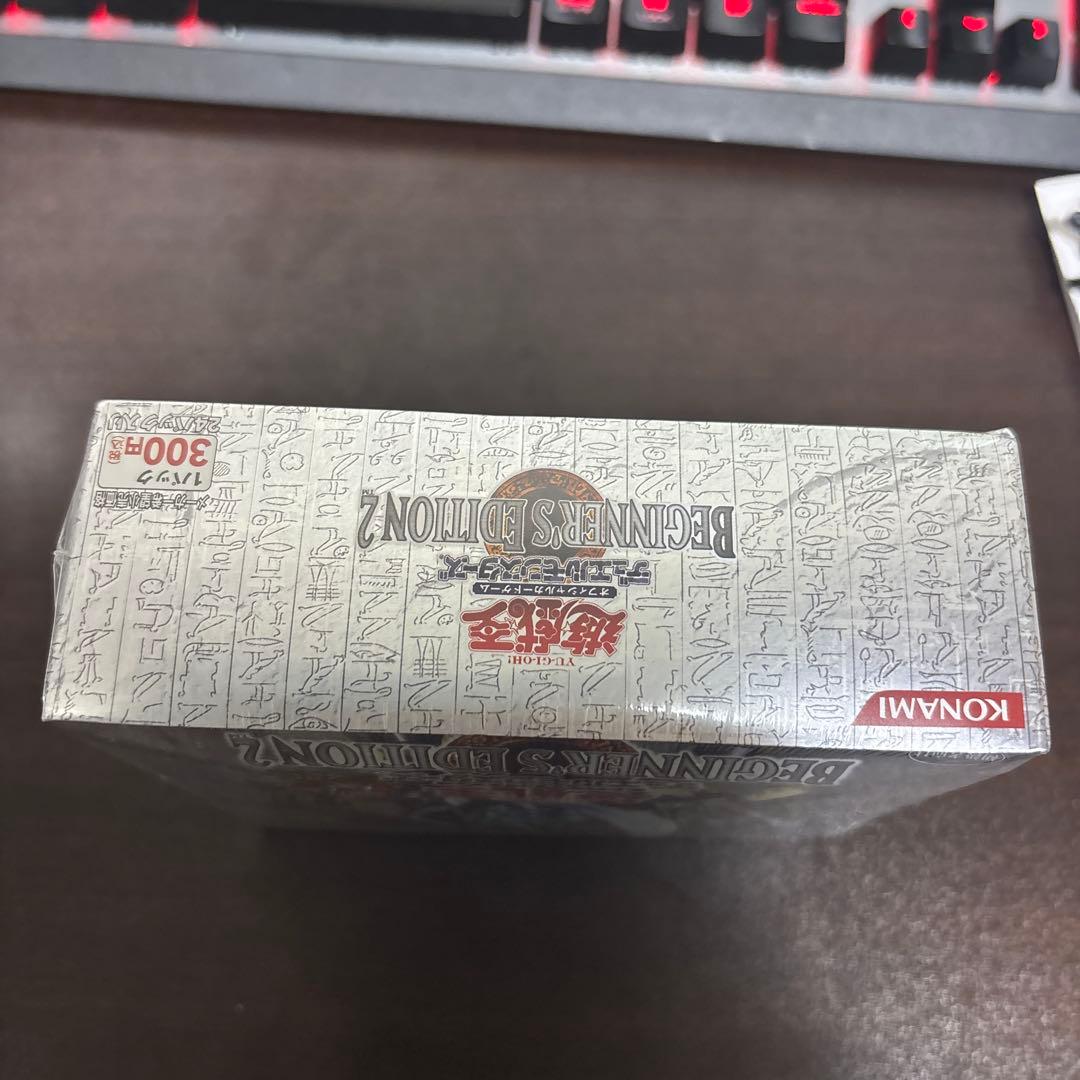 KONAMI
YU-GI-OH!
遊戯王
オフィシャルカードゲーム
デュエルモンスターズ
BEGINNER'S EDITION 2
メーカー希望小売価格
1パック
300円
(税込)
24パック入り
BEGINNER'S EDITION 2